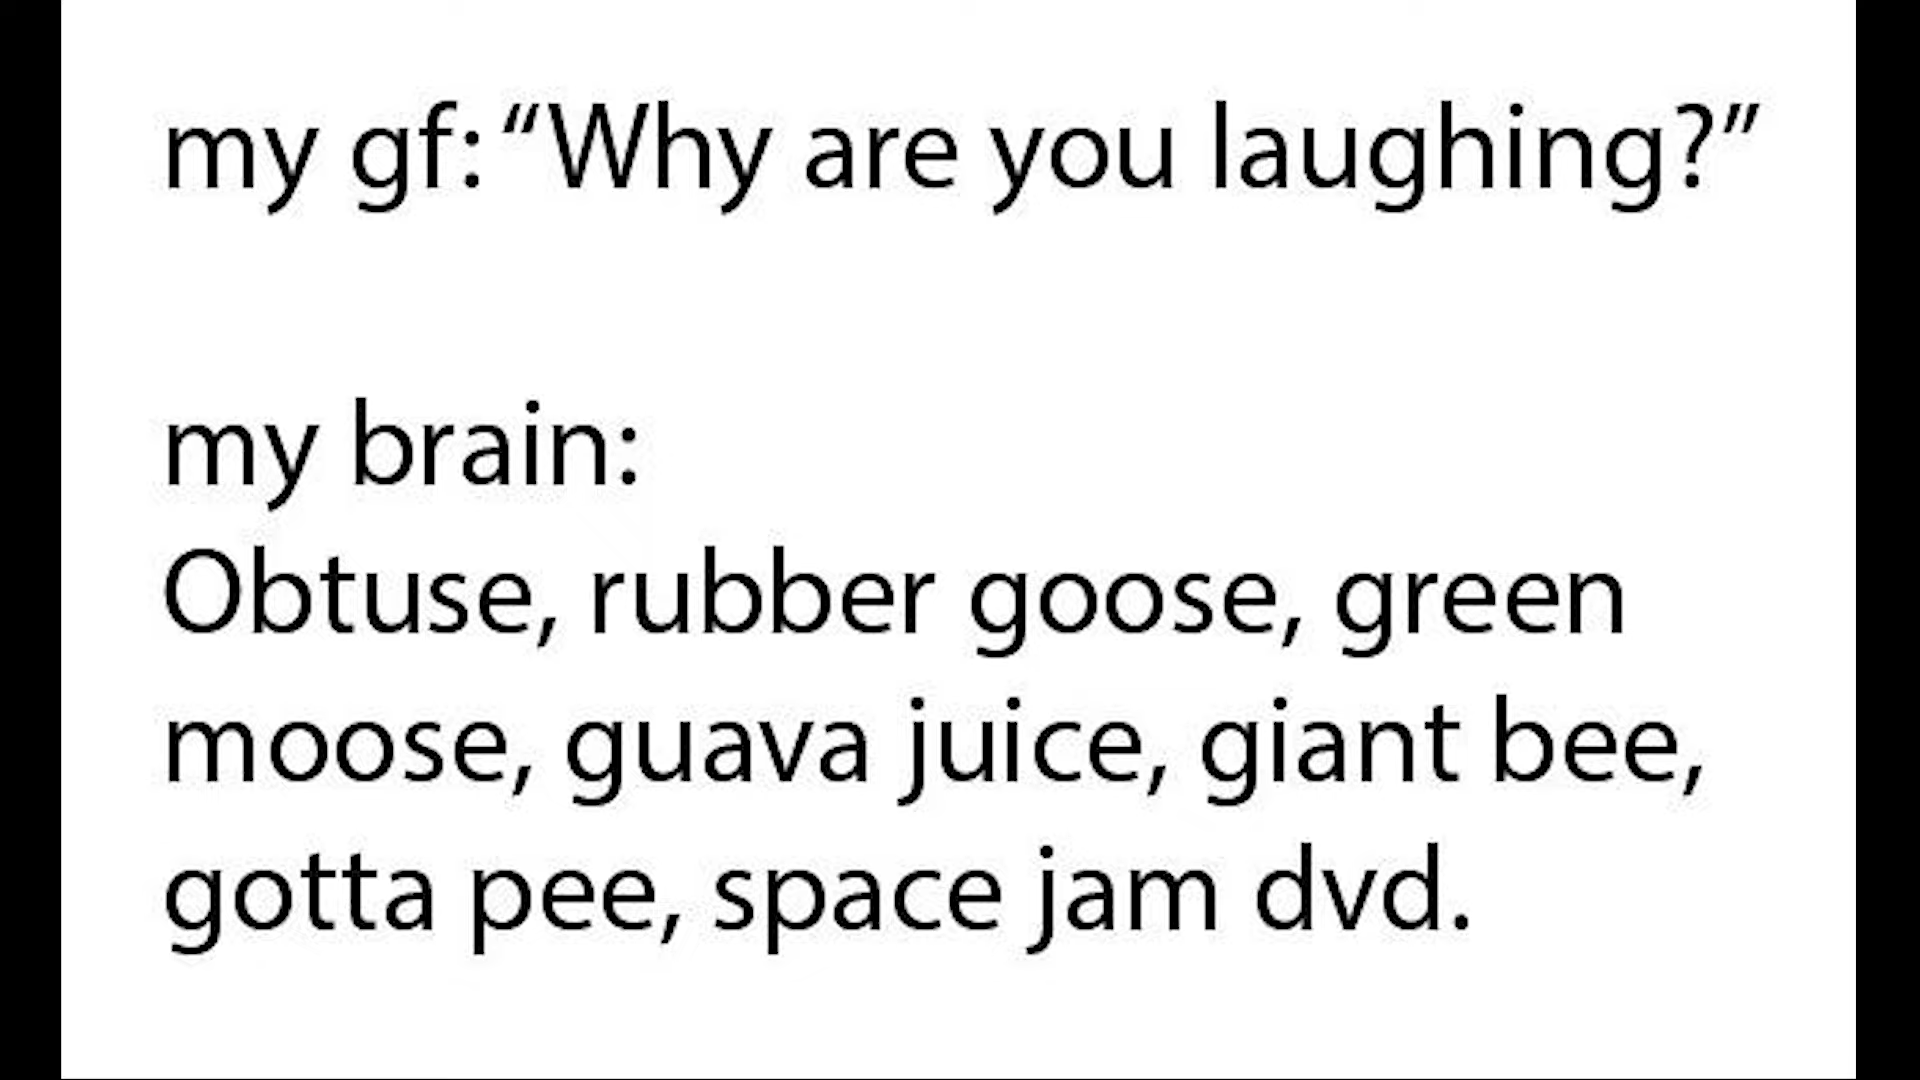 my gf: “Why are you laughing?”
my brain:
Obtuse, rubber goose, green
moose, guava juice, giant bee,
gotta pee, space jam dvd.